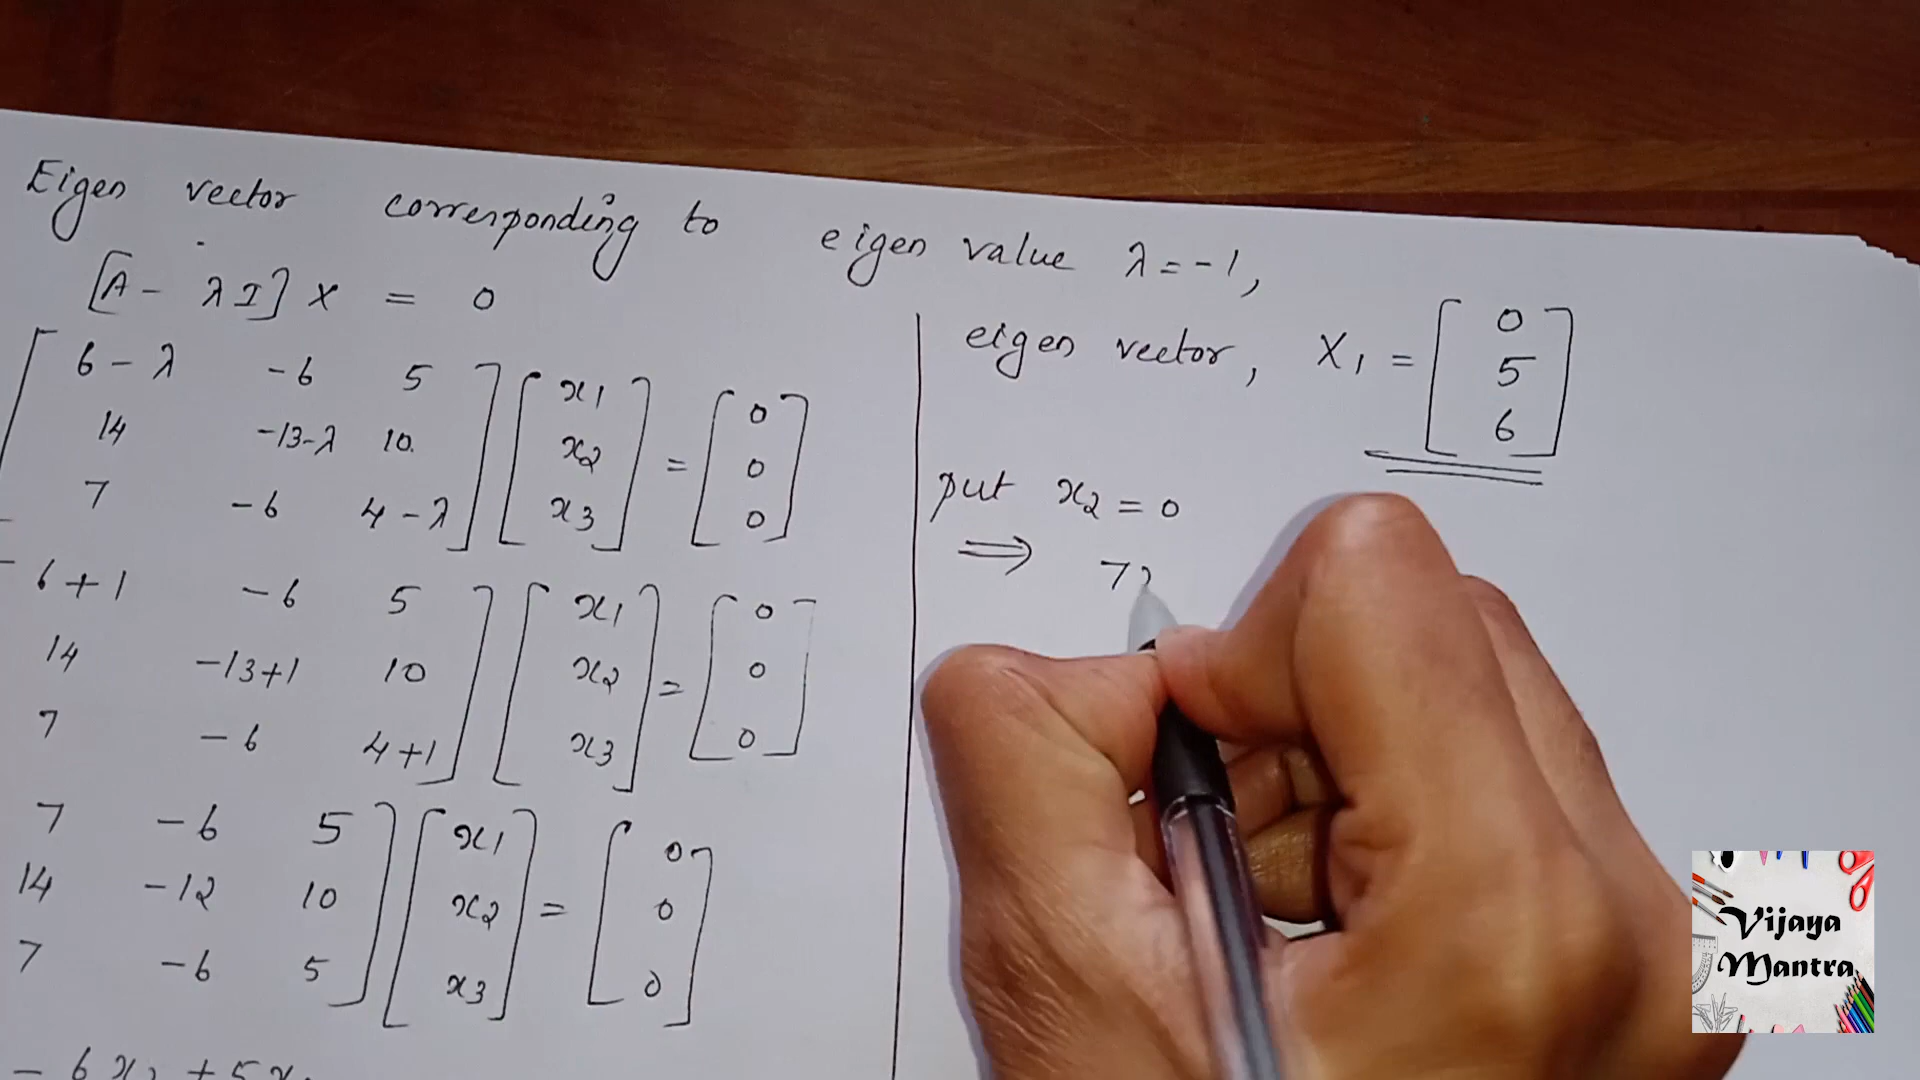 Eigen vector corresponding to eigen value λ=-1,
[A - λI] X = 0
[6-λ -6 5] [x1] = [0]
[14 -13-λ 10.] [x2] [0]
[7 -6 4-λ] [x3] [0]
6+1 -6 5] [x1] = [0]
14 -13+1 10] [x2] [0]
7 -6 4+1] [x3] [0]
7 -6 5] [x1] = [0]
14 -12 10] [x2] [0]
7 -6 5] [x3] [0]
eigen vector, X1 = [0
5
6]
put x2 = 0
⇒ 7
Vijaya
Mantra